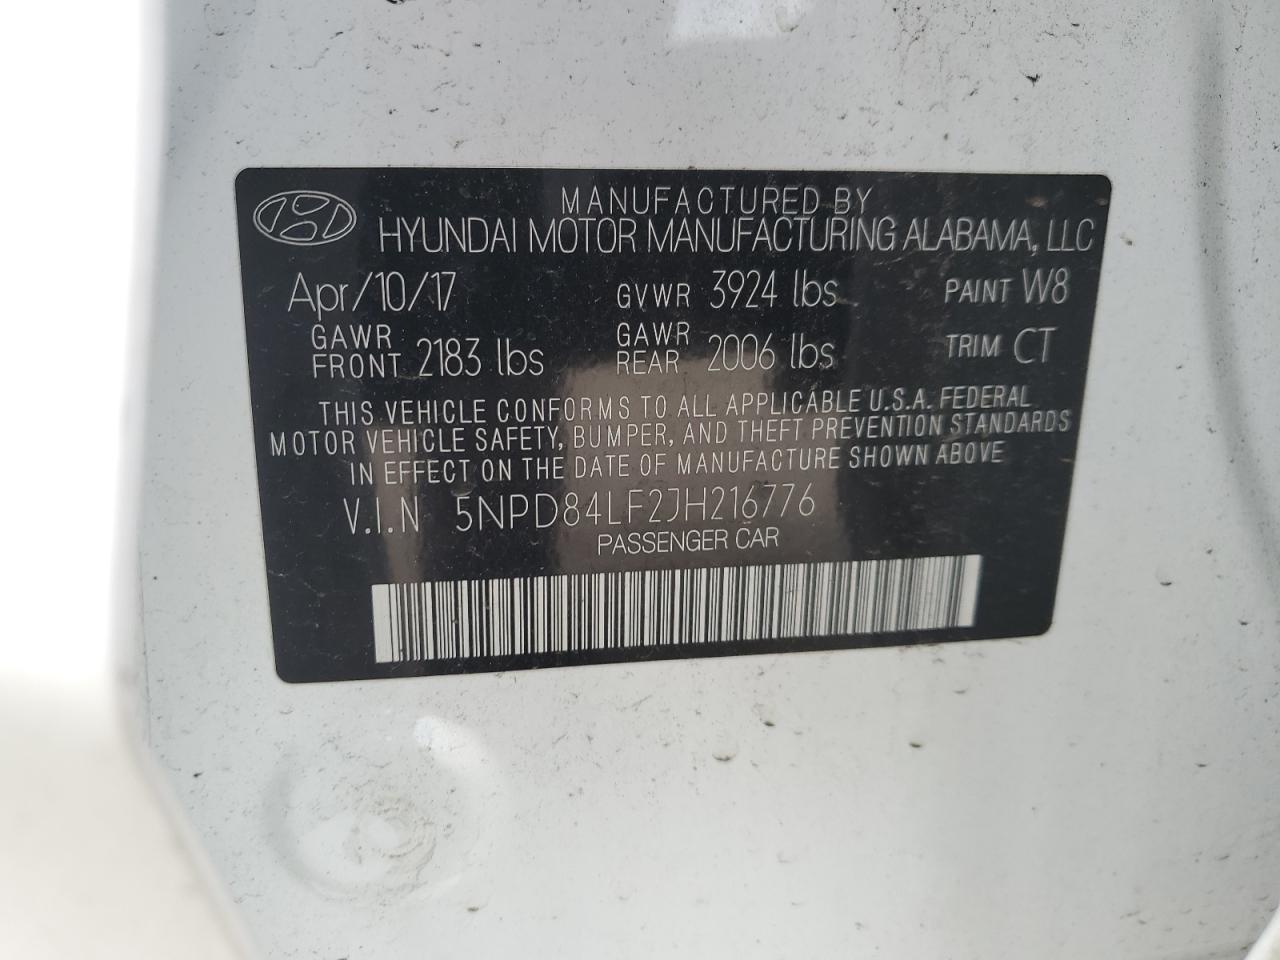 MANUFACTURED BY
HYUNDAI MOTOR MANUFACTURING ALABAMA, LLC
Apr/10/17 GVWR 3924 lbs PAINT W8
GAWR FRONT 2183 lbs GAWR REAR 2006 lbs TRIM CT
THIS VEHICLE CONFORMS TO ALL APPLICABLE U.S.A. FEDERAL
MOTOR VEHICLE SAFETY, BUMPER, AND THEFT PREVENTION STANDARDS
IN EFFECT ON THE DATE OF MANUFACTURE SHOWN ABOVE
V.I.N 5NPD84LF2JH216776
PASSENGER CAR